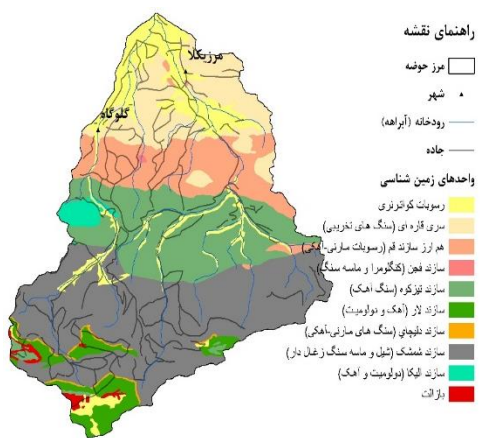 راهنمای نقشه
مرز حوضه
شهر
رودخانه (آبراهه)
جاده
واحدهای زمین شناسی
رسوبات کواترنری
سری قاره ای (سنگ های تخریبی)
هم ارز سازند قم (رسوبات مارنی-آهکی)
سازند فجن (کنگلومرا و ماسه سنگ)
سازند تیزکوه (سنگ آهک)
سازند لار (آهک و دولومیت)
سازند دلیچای (سنگ های مارنی-آهکی)
سازند شمشک (شیل و ماسه سنگ زغال دار)
سازند الیکا (دولومیت و آهک)
بازالت
مرزیکلا
گلوگاه